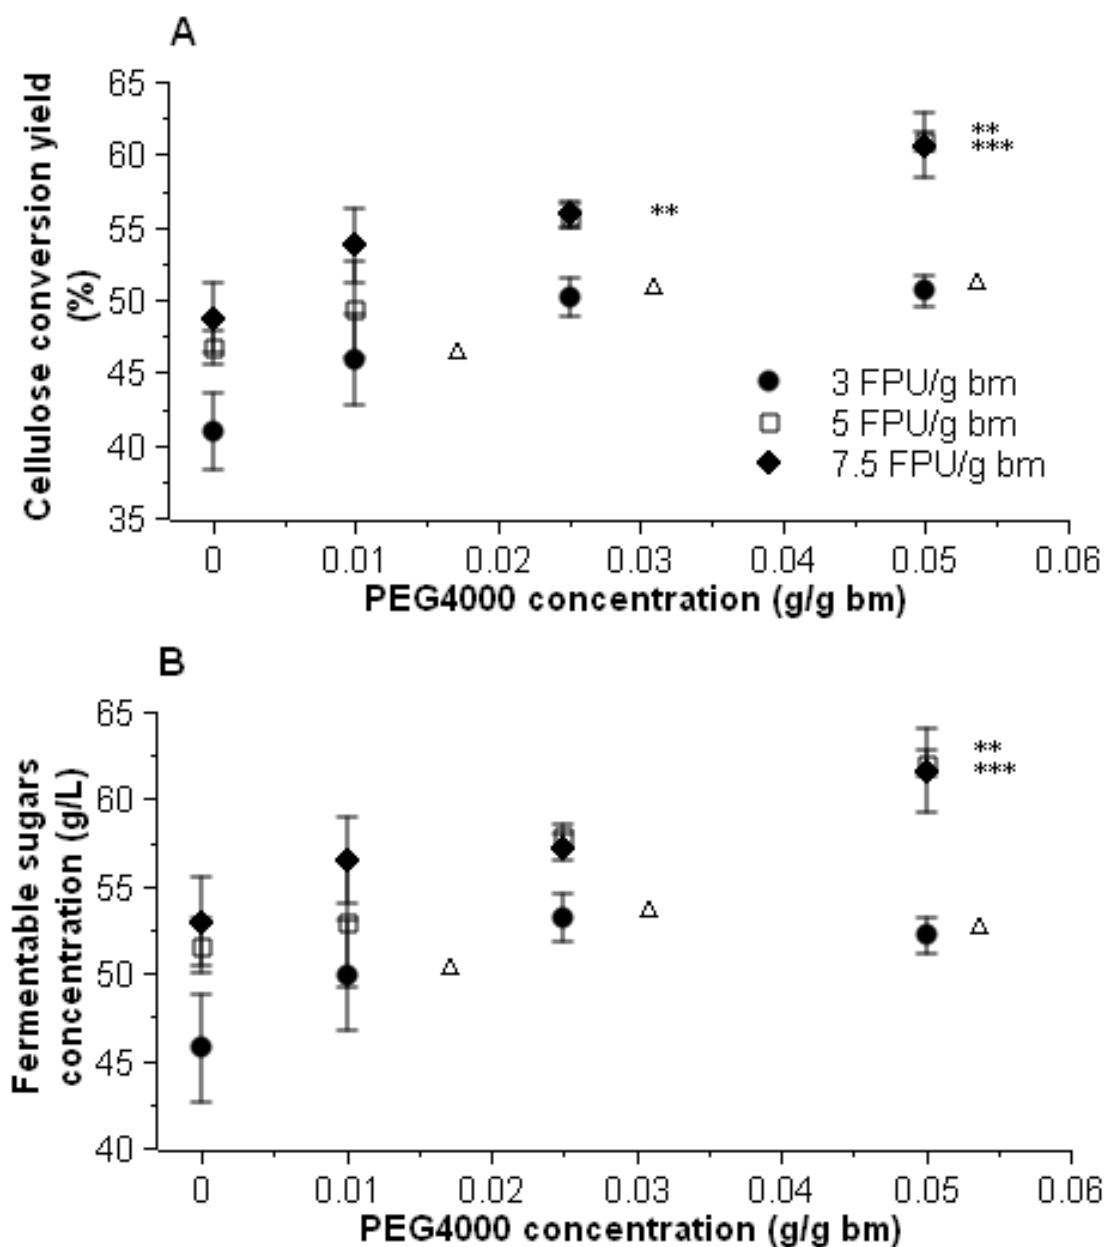 A
65
60
55
50
45
40
35
Cellulose conversion yield
(%)
**
***
**
Δ
Δ
Δ
3 FPU/g bm
5 FPU/g bm
7.5 FPU/g bm
0 0.01 0.02 0.03 0.04 0.05 0.06
PEG4000 concentration (g/g bm)
B
65
60
55
50
45
40
Fermentable sugars
concentration (g/L)
**
***
Δ
Δ
Δ
0 0.01 0.02 0.03 0.04 0.05 0.06
PEG4000 concentration (g/g bm)